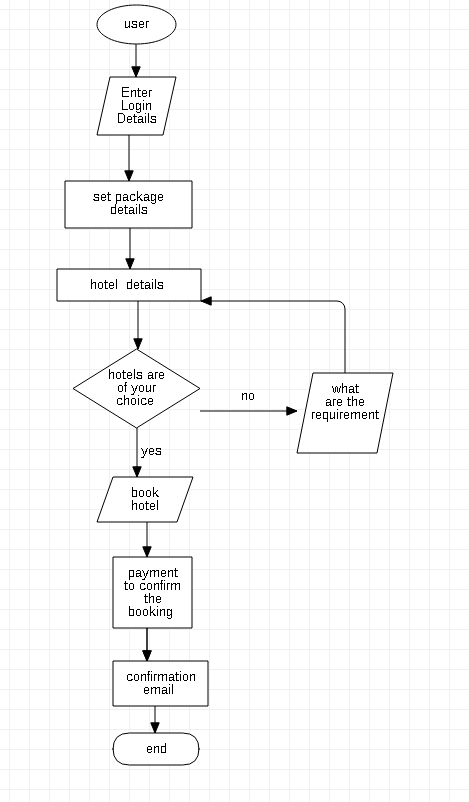 user
Enter
Login
Details
set package
details
hotel details
hotels are
of your
choice
no
what
are the
requirement
yes
book
hotel
payment
to confirm
the
booking
confirmation
email
end